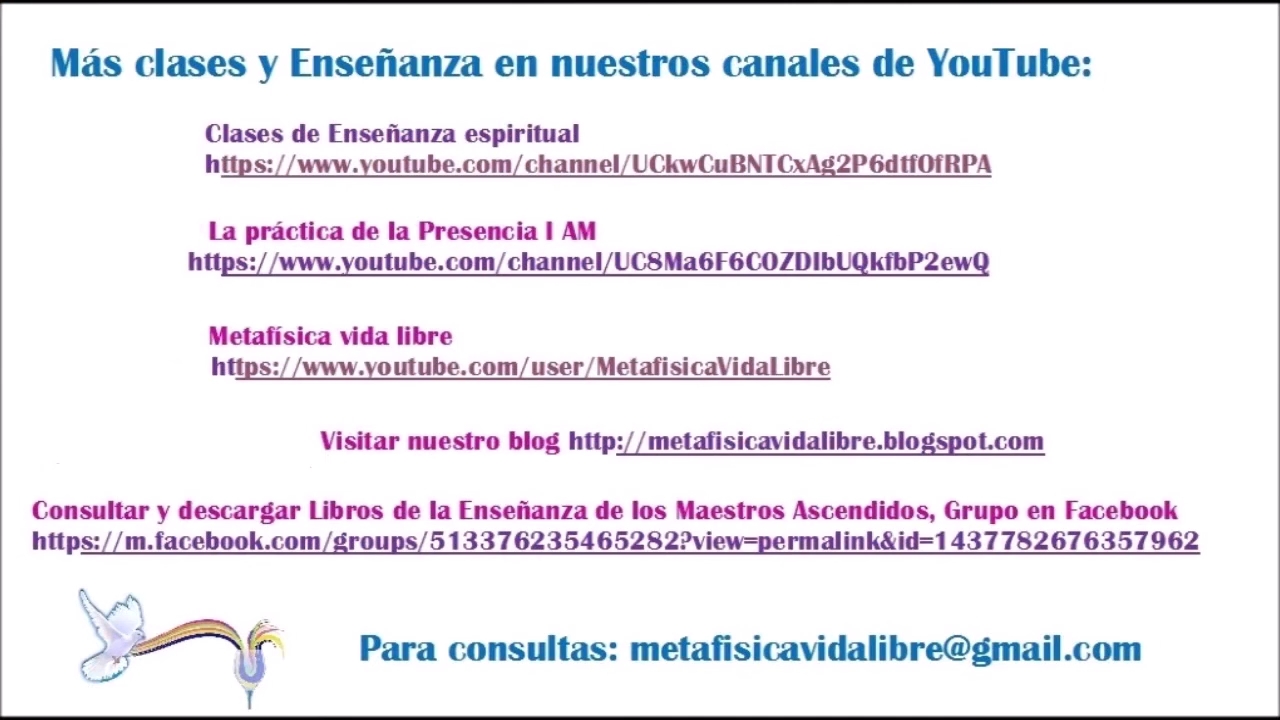 Más clases y Enseñanza en nuestros canales de YouTube:
Clases de Enseñanza espiritual
https://www.youtube.com/channel/UCkwCuBNTCxAg2P6dtfOfRPA
La práctica de la Presencia I AM
https://www.youtube.com/channel/UC8Ma6F6COZDIbUQkfbP2ewQ
Metafísica vida libre
https://www.youtube.com/user/MetafisicaVidaLibre
Visitar nuestro blog http://metafisicavidalibre.blogspot.com
Consultar y descargar Libros de la Enseñanza de los Maestros Ascendidos, Grupo en Facebook
https://m.facebook.com/groups/513376235465282?view=permalink&id=1437782676357962
Para consultas: metafisicavidalibre@gmail.com